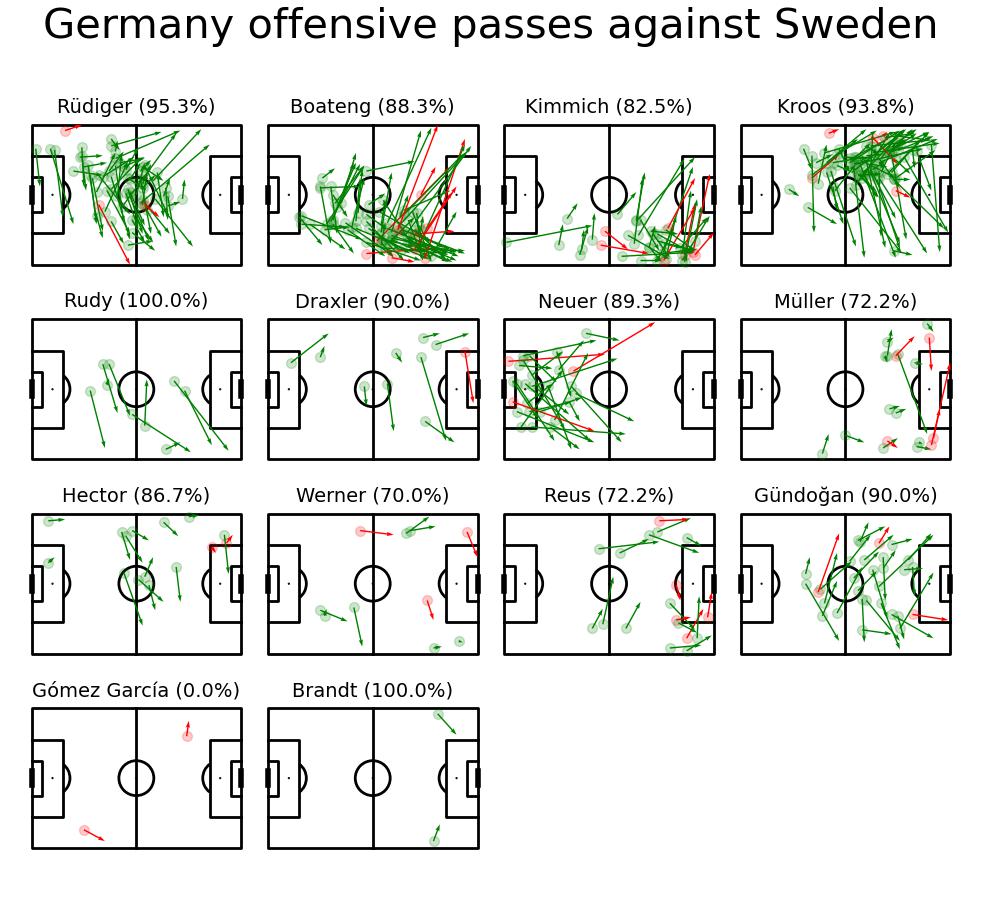 Germany offensive passes against Sweden
Rüdiger (95.3%)
Boateng (88.3%)
Kimmich (82.5%)
Kroos (93.8%)
Rudy (100.0%)
Draxler (90.0%)
Neuer (89.3%)
Müller (72.2%)
Hector (86.7%)
Werner (70.0%)
Reus (72.2%)
Gündoğan (90.0%)
Gómez García (0.0%)
Brandt (100.0%)